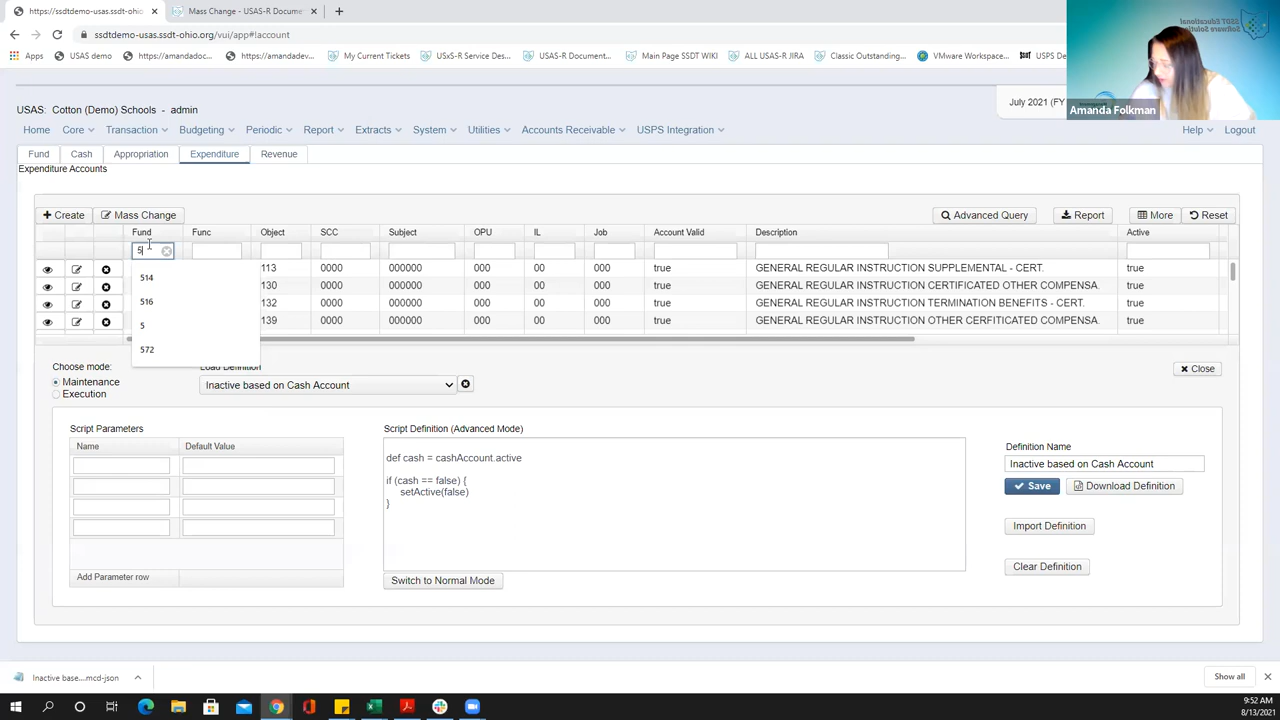 https://ssdtdemo-usas.ssdt-ohio.org
Mass Change - USAS-R Docume
ssdtdemo-usas.ssdt-ohio.org/vui/app#!account
Apps USAS demo https://amandadoc... https://amandadev... My Current Tickets USxS Service Des... USAS-R Document... Main Page SSDT WIKI ALL USAS-R JIRA Classic Outstanding... VMware Workspace... USPS De
SSDT Educational Software Solutions
Amanda Folkman
USAS: Cotton (Demo) Schools - admin
July 2021 (FY
Home Core Transaction Budgeting Periodic Report Extracts System Utilities Accounts Receivable USPS Integration Help Logout
Fund Cash Appropriation Expenditure Revenue
Expenditure Accounts
Create Mass Change Advanced Query Report More Reset
Fund Func Object SCC Subject OPU IL Job Account Valid Description Active
5
113 0000 000000 000 00 000 true GENERAL REGULAR INSTRUCTION SUPPLEMENTAL - CERT. true
130 0000 000000 000 00 000 true GENERAL REGULAR INSTRUCTION CERTIFICATED OTHER COMPENSA. true
132 0000 000000 000 00 000 true GENERAL REGULAR INSTRUCTION TERMINATION BENEFITS - CERT. true
139 0000 000000 000 00 000 true GENERAL REGULAR INSTRUCTION OTHER CERFITICATED COMPENSA. true
514
516
5
572
Choose mode:
Maintenance
Execution
Load Definition
Inactive based on Cash Account
Close
Script Parameters
Name Default Value
Add Parameter row
Script Definition (Advanced Mode)
def cash = cashAccount.active
if (cash == false) {
setActive(false)
}
Switch to Normal Mode
Definition Name
Inactive based on Cash Account
Save Download Definition
Import Definition
Clear Definition
Inactive base....mcd-json
Show all
9:52 AM
8/13/2021